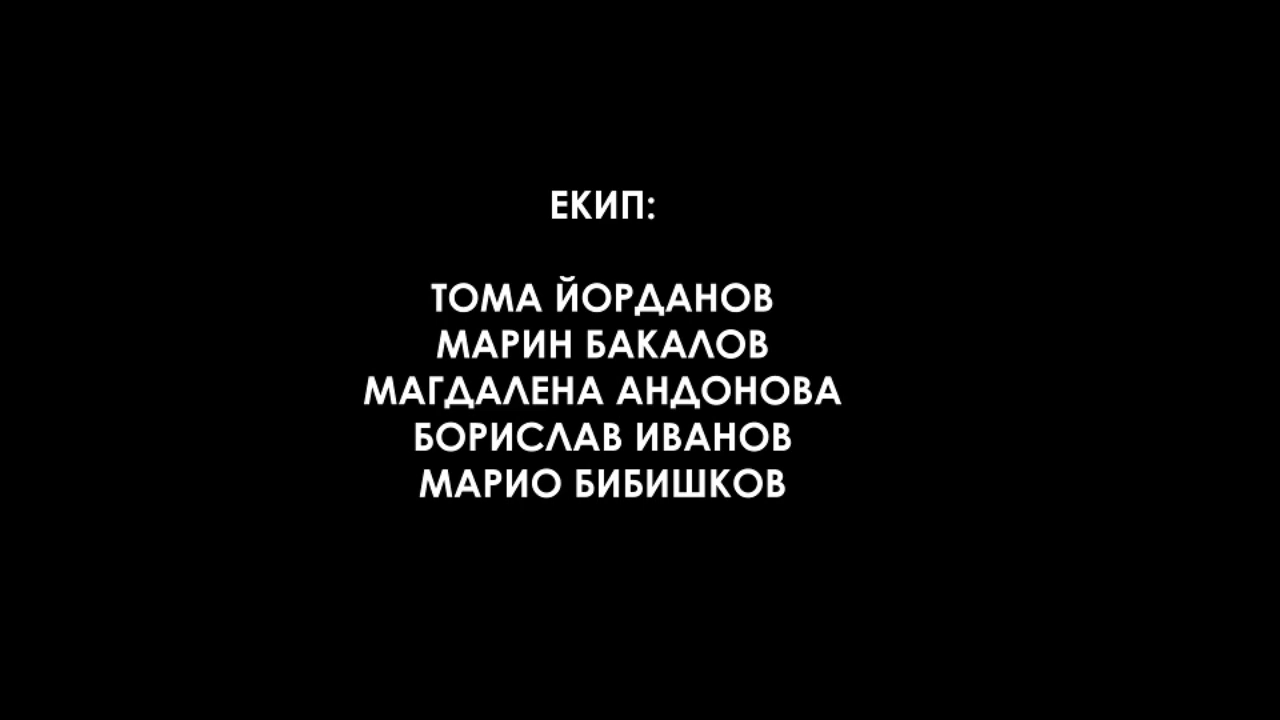 ЕКИП:
ТОМА ЙОРДАНОВ
МАРИН БАКАЛОВ
МАГДАЛЕНА АНДОНОВА
БОРИСЛАВ ИВАНОВ
МАРИО БИБИШКОВ